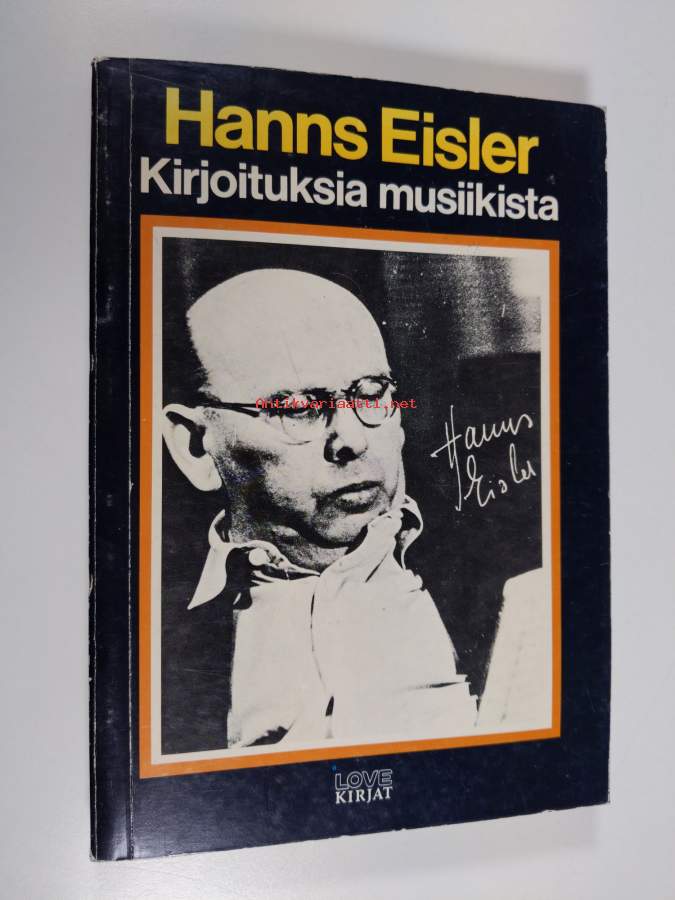 Hanns Eisler
Kirjoituksia musiikista
Antikvariaatti.net
Hanns
Eisler
LOVE
KIRJAT